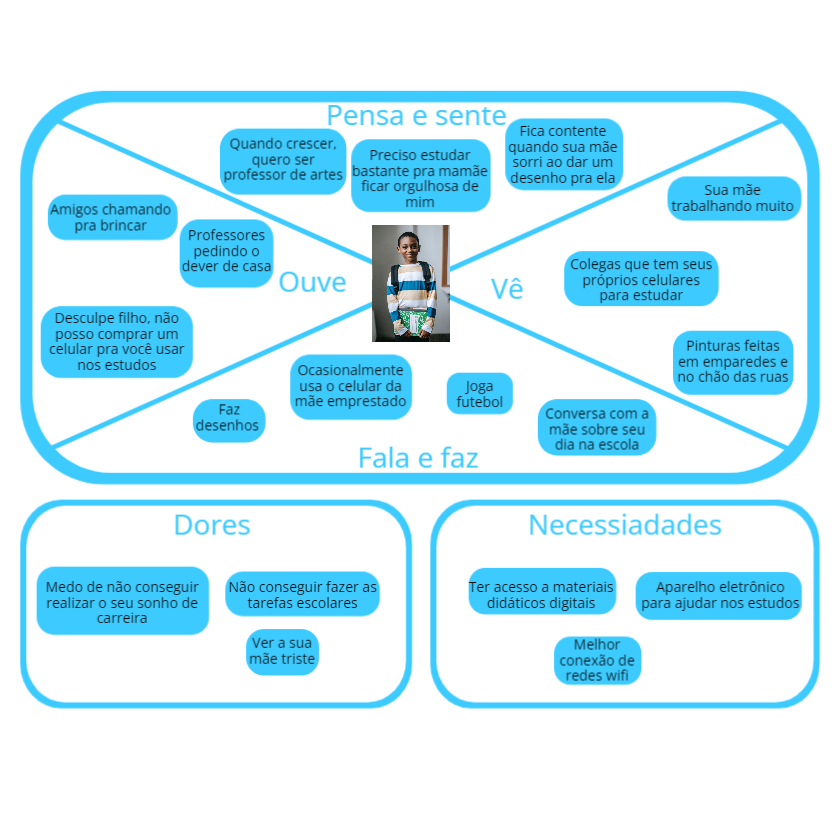 Pensa e sente
Quando crescer,
quero ser
professor de artes
Preciso estudar
bastante pra mamãe
ficar orgulhosa de
mim
Fica contente
quando sua mãe
sorri ao dar um
desenho pra ela
Ouve
Amigos chamando
pra brincar
Professores
pedindo o
dever de casa
Desculpe filho, não
posso comprar um
celular pra você usar
nos estudos
Vê
Sua mãe
trabalhando muito
Colegas que tem seus
próprios celulares
para estudar
Pinturas feitas
em emparedes e
no chão das ruas
Fala e faz
Faz
desenhos
Ocasionalmente
usa o celular da
mãe emprestado
Joga
futebol
Conversa com a
mãe sobre seu
dia na escola
Dores
Medo de não conseguir
realizar o seu sonho de
carreira
Não conseguir fazer as
tarefas escolares
Ver a sua
mãe triste
Necessiadades
Ter acesso a materiais
didáticos digitais
Aparelho eletrônico
para ajudar nos estudos
Melhor
conexão de
redes wifi